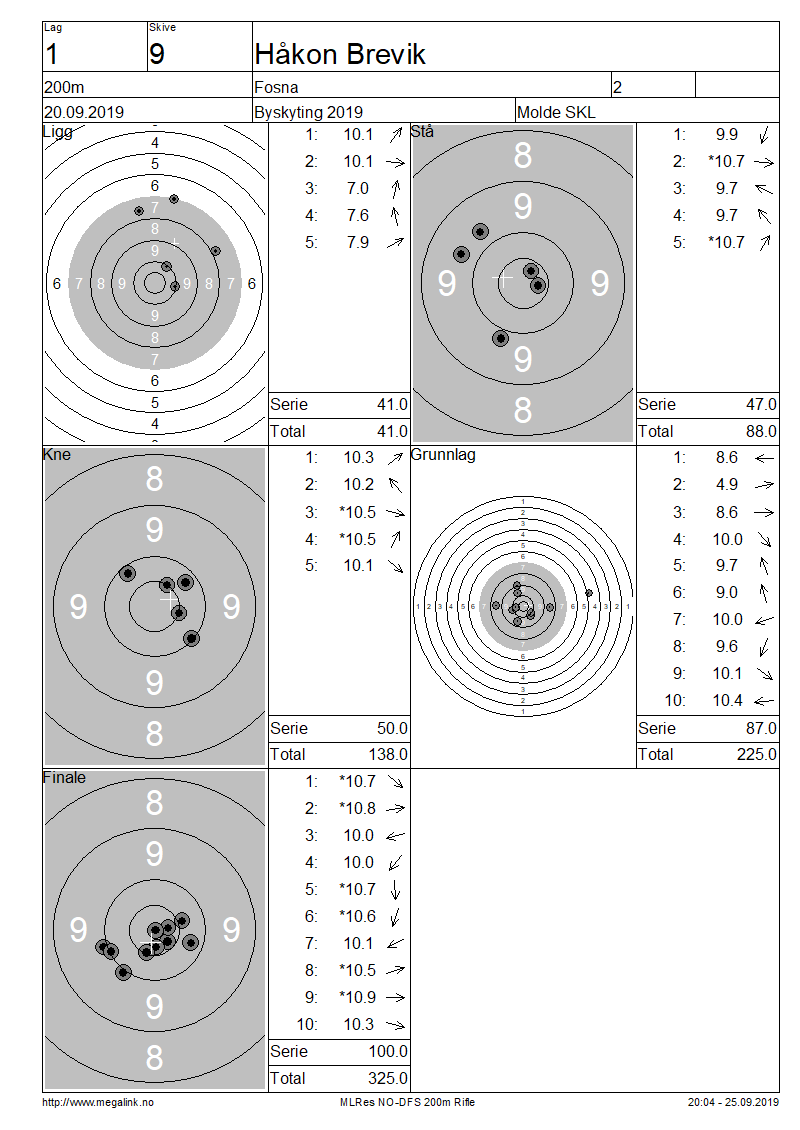 Lag
Skive
1
9
Håkon Brevik
200m
Fosna
2
20.09.2019
Byskyting 2019
Molde SKL
Ligg
4
5
6
7
8
9
6 7 8 9 9 8 7 6
9
8
7
6
5
4
1: 10.1
2: 10.1
3: 7.0
4: 7.6
5: 7.9
Serie 41.0
Total 41.0
Stå
8
9
9 9
9
8
1: 9.9
2: *10.7
3: 9.7
4: 9.7
5: *10.7
Serie 47.0
Total 88.0
Kne
8
9
9 9
9
8
1: 10.3
2: 10.2
3: *10.5
4: *10.5
5: 10.1
Serie 50.0
Total 138.0
Grunnlag
1
2
3
4
5
6
7
1 2 3 4 5 6 7 7 6 5 4 3 2 1
7
6
5
4
3
2
1
1: 8.6
2: 4.9
3: 8.6
4: 10.0
5: 9.7
6: 9.0
7: 10.0
8: 9.6
9: 10.1
10: 10.4
Serie 87.0
Total 225.0
Finale
8
9
9 9
9
8
1: *10.7
2: *10.8
3: 10.0
4: 10.0
5: *10.7
6: *10.6
7: 10.1
8: *10.5
9: *10.9
10: 10.3
Serie 100.0
Total 325.0
http://www.megalink.no
MLRes NO-DFS 200m Rifle
20:04 - 25.09.2019